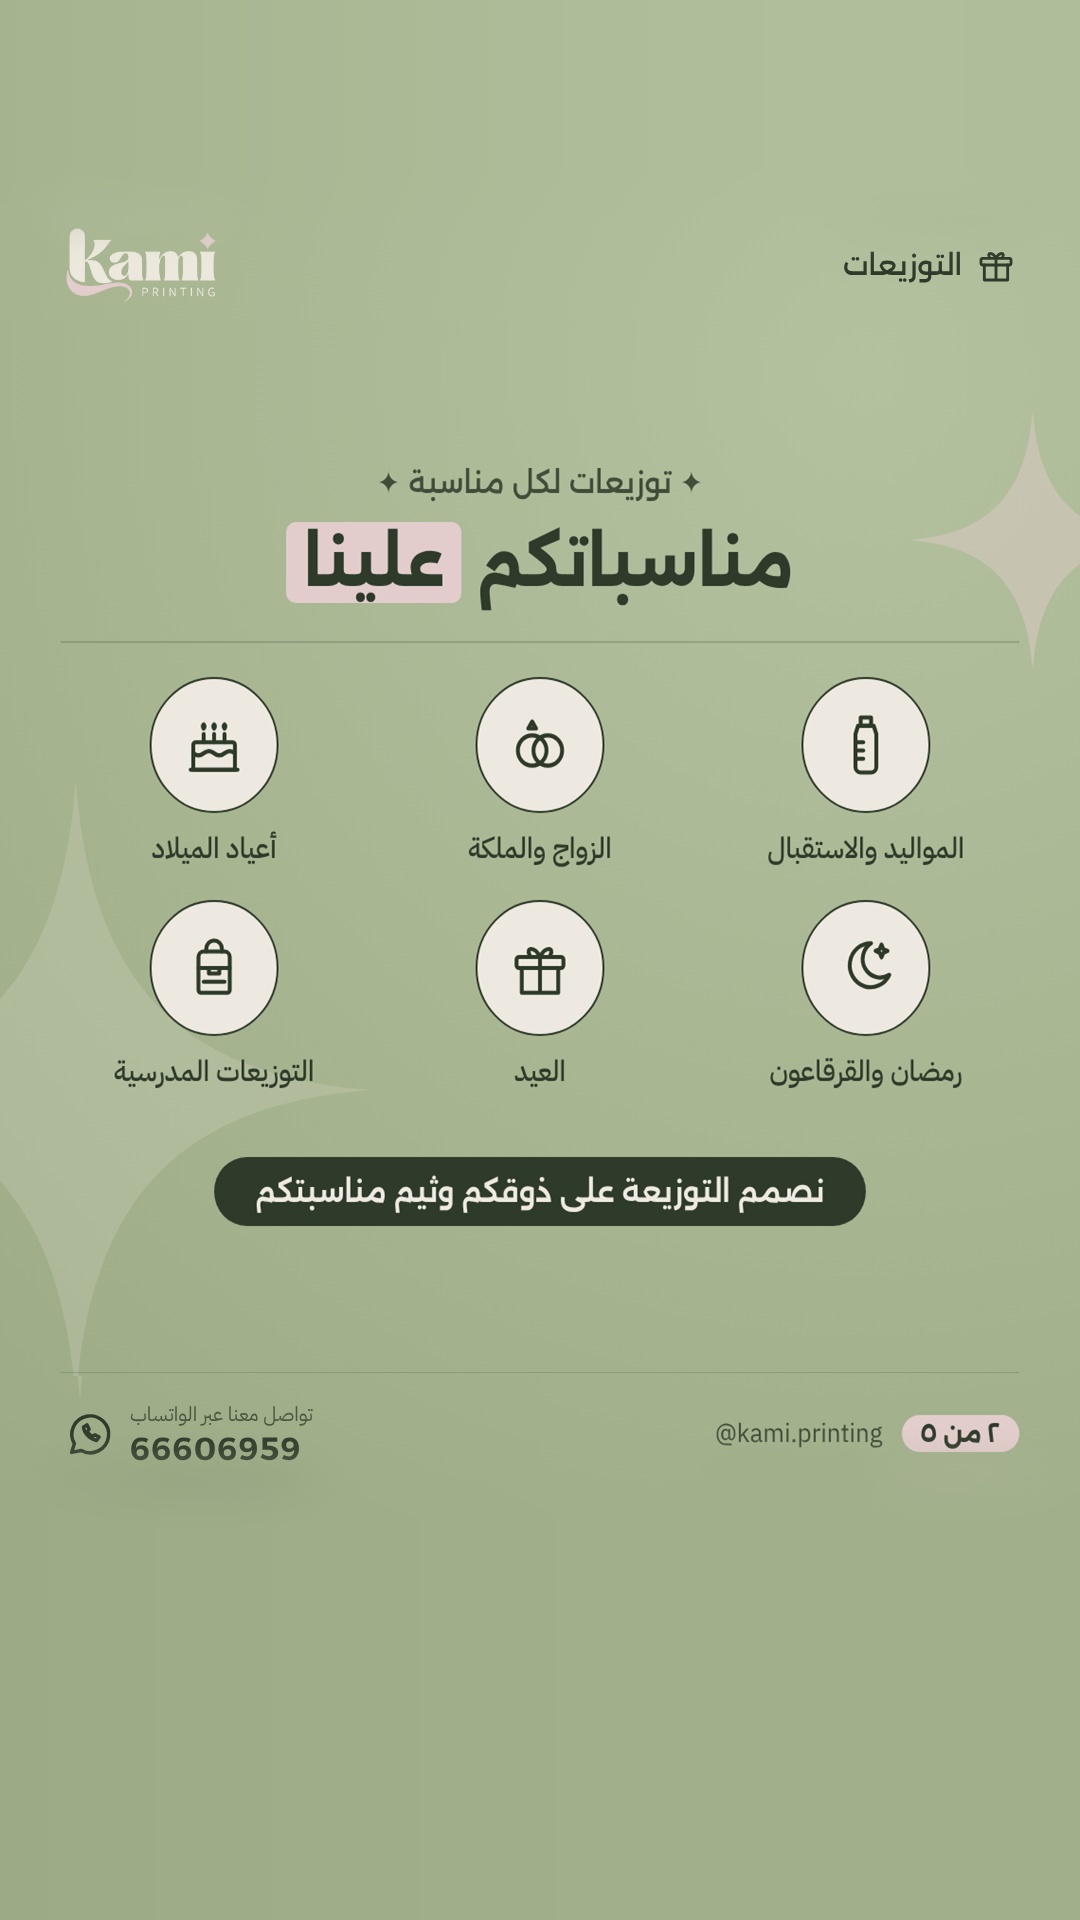 التوزيعات
Kami
PRINTING
✦ توزيعات لكل مناسبة ✦
مناسباتكم علينا
المواليد والاستقبال
الزواج والملكة
أعياد الميلاد
رمضان والقرقاعون
العيد
التوزيعات المدرسية
نصمم التوزيعة على ذوقكم وثيم مناسبتكم
٢ من ٥
@kami.printing
تواصل معنا عبر الواتساب
66606959